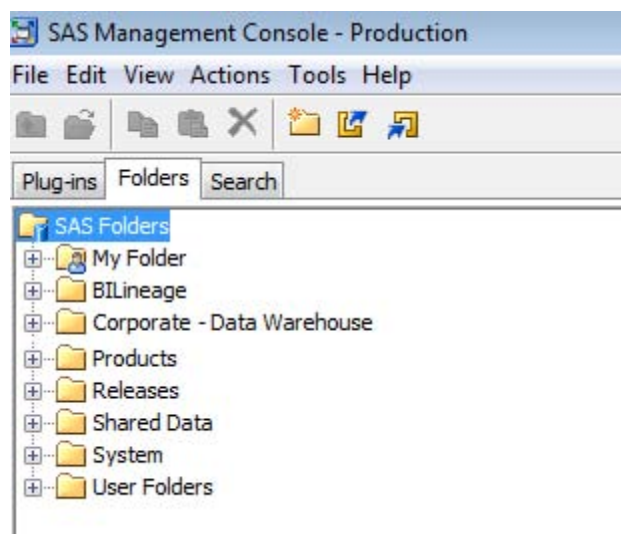 SAS Management Console - Production
File Edit View Actions Tools Help
Plug-ins Folders Search
SAS Folders
My Folder
BILineage
Corporate - Data Warehouse
Products
Releases
Shared Data
System
User Folders